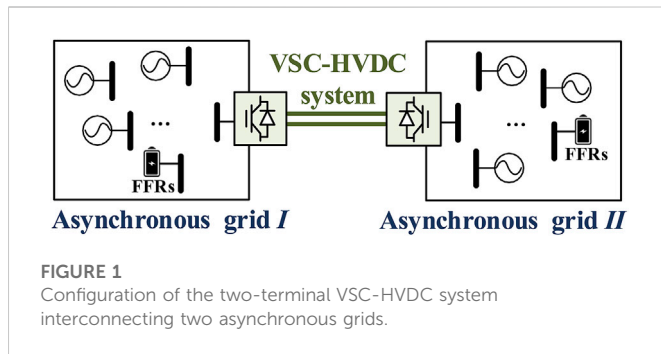 VSC-HVDC
system
...
...
FFRs
FFRs
Asynchronous grid I
Asynchronous grid II
FIGURE 1
Configuration of the two-terminal VSC-HVDC system
interconnecting two asynchronous grids.